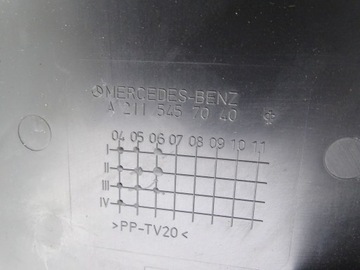 MERCEDES-BENZ
A 211 545 70 40
04 05 06 07 08 09 10 11
I
II
III
IV
>PP-TV20<